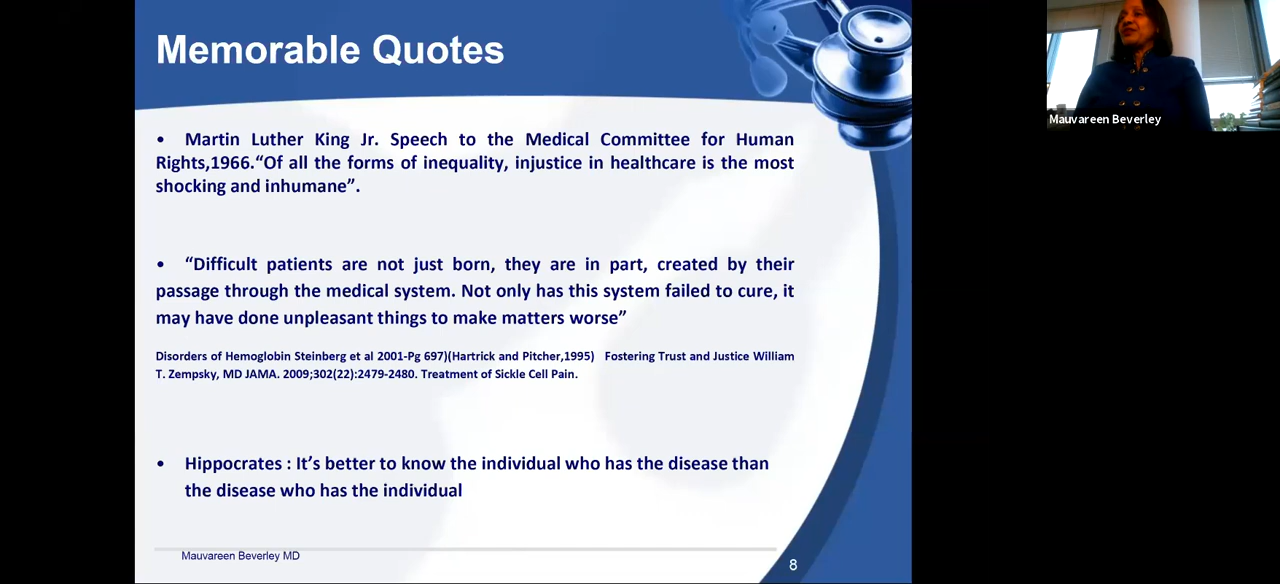 Memorable Quotes
• Martin Luther King Jr. Speech to the Medical Committee for Human
Rights,1966.“Of all the forms of inequality, injustice in healthcare is the most
shocking and inhumane”.
• “Difficult patients are not just born, they are in part, created by their
passage through the medical system. Not only has this system failed to cure, it
may have done unpleasant things to make matters worse”
Disorders of Hemoglobin Steinberg et al 2001-Pg 697)(Hartrick and Pitcher,1995) Fostering Trust and Justice William
T. Zempsky, MD JAMA. 2009;302(22):2479-2480. Treatment of Sickle Cell Pain.
• Hippocrates : It’s better to know the individual who has the disease than
the disease who has the individual
Mauvareen Beverley MD
8
Mauvareen Beverley